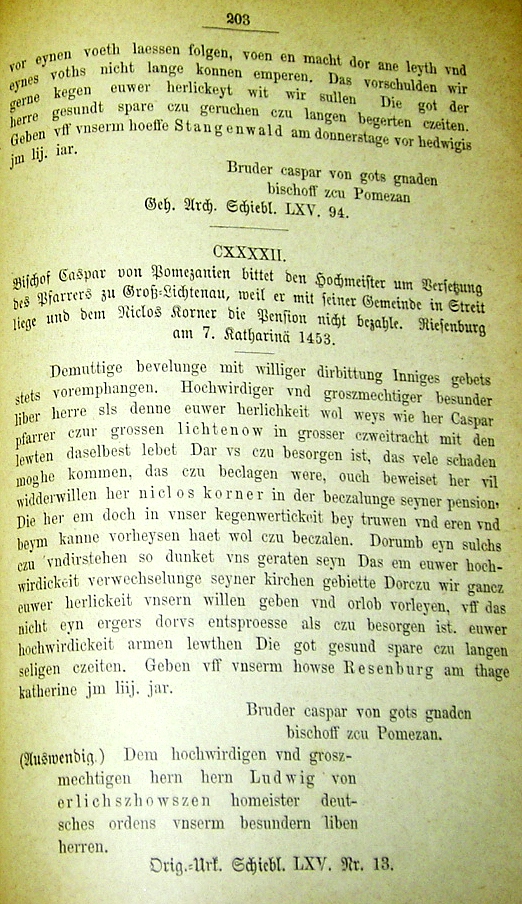 203
vor eynen voeth laessen folgen, voen en macht dor ane leyth vnd
eynes voths nicht lange konnen emperen. Das vorschulden wir
gerne kegen euwer herlickeyt wit wir sullen Die got der
herre gesundt spare czu geruchen czu langen begerten czeiten.
Geben vff vnserm hoeffe Stangenwald am donnerstage vor hedwigis
jm lij. iar.
Bruder caspar von gots gnaden
bischoff zcu Pomezan
Geh. Arch. Schiebl. LXV. 94.
CXXXXII.
Bischof Caspar von Pomezanien bittet den Hochmeister um Versetzung
des Pfarrers zu Groß-Lichtenau, weil er mit seiner Gemeinde in Streit
liege und dem Niclos Korner die Pension nicht bezahle. Riesenburg
am 7. Katharinä 1453.
Demuttige bevelunge mit williger dirbittung Inniges gebets
stets voremphangen. Hochwirdiger vnd groszmechtiger besunder
liber herre sls denne euwer herlichkeit wol weys wie her Caspar
pfarrer czur grossen lichtenow in grosser czweitracht mit den
lewten daselbest lebet Dar vs czu besorgen ist, das vele schaden
moghe kommen, das czu beclagen were, ouch beweiset her vil
widderwillen her niclos korner in der beczalunge seyner pension,
Die her em doch in vnser kegenwertickeit bey truwen vnd eren vnd
beym kanne vorheysen haet wol czu beczalen. Dorumb eyn sulchs
czu vndirstehen so dunket vns geraten seyn Das em euwer hoch-
wirdickeit verwechselunge seyner kirchen gebiette Dorczu wir gancz
euwer herlickeit vnsern willen geben vnd orlob vorleyen, vff das
nicht eyn ergers dorvs entsproesse als czu besorgen ist. euwer
hochwirdickeit armen lewthen Die got gesund spare czu langen
seligen czeiten. Geben vff vnserm howse Resenburg am thage
katherine jm liij. jar.
Bruder caspar von gots gnaden
bischoff zcu Pomezan.
(Auswendig.) Dem hochwirdigen vnd grosz-
mechtigen hern hern Ludwig von
erlichszhowszen homeister deut-
sches ordens vnserm besundern liben
herren.
Orig.-Urk. Schiebl. LXV. Nr. 13.